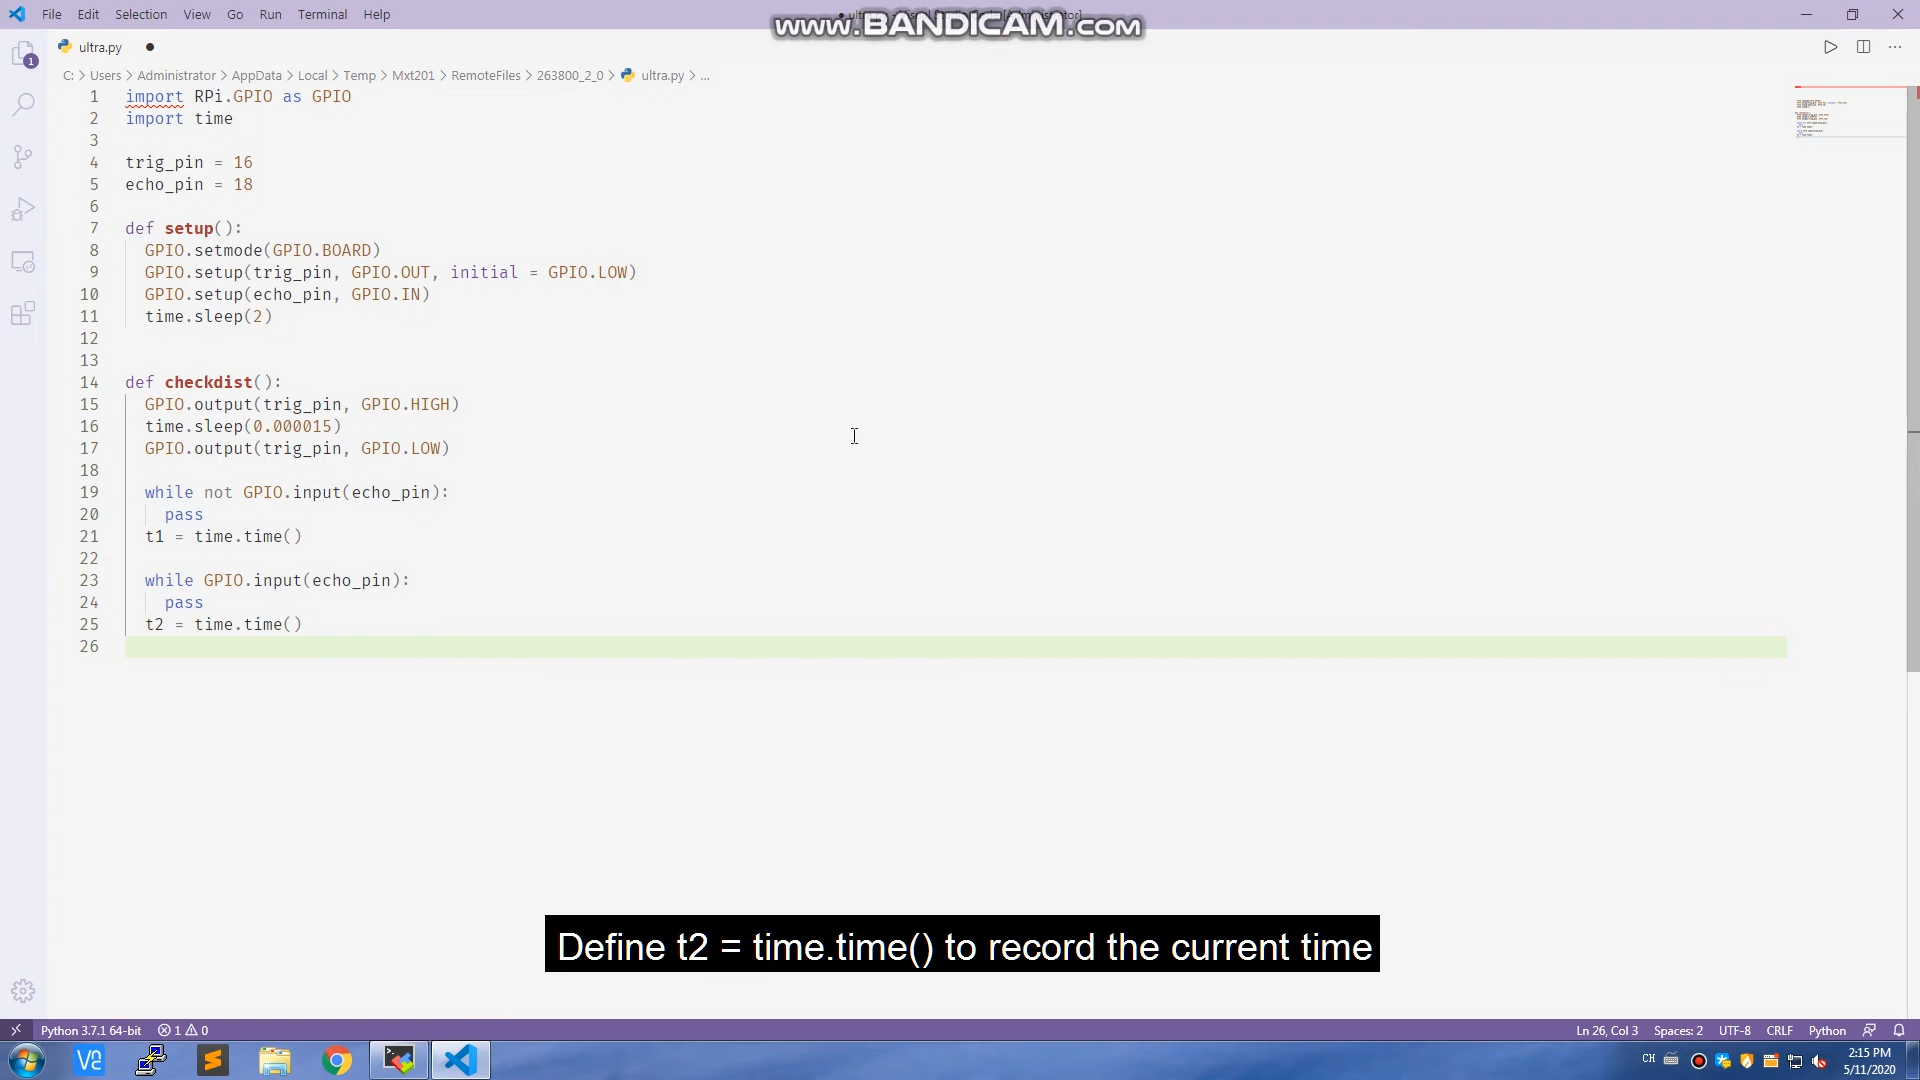 File Edit Selection View Go Run Terminal Help
www.BANDICAM.com
ultra.py
C: > Users > Administrator > AppData > Local > Temp > Mxt201 > RemoteFiles > 263800_2_0 > ultra.py > ...
1 import RPi.GPIO as GPIO
2 import time
3
4 trig_pin = 16
5 echo_pin = 18
6
7 def setup():
8 GPIO.setmode(GPIO.BOARD)
9 GPIO.setup(trig_pin, GPIO.OUT, initial = GPIO.LOW)
10 GPIO.setup(echo_pin, GPIO.IN)
11 time.sleep(2)
12
13
14 def checkdist():
15 GPIO.output(trig_pin, GPIO.HIGH)
16 time.sleep(0.000015)
17 GPIO.output(trig_pin, GPIO.LOW)
18
19 while not GPIO.input(echo_pin):
20 pass
21 t1 = time.time()
22
23 while GPIO.input(echo_pin):
24 pass
25 t2 = time.time()
26
Define t2 = time.time() to record the current time
Python 3.7.1 64-bit 1 0 Ln 26, Col 3 Spaces: 2 UTF-8 CRLF Python
CH 2:15 PM
5/11/2020